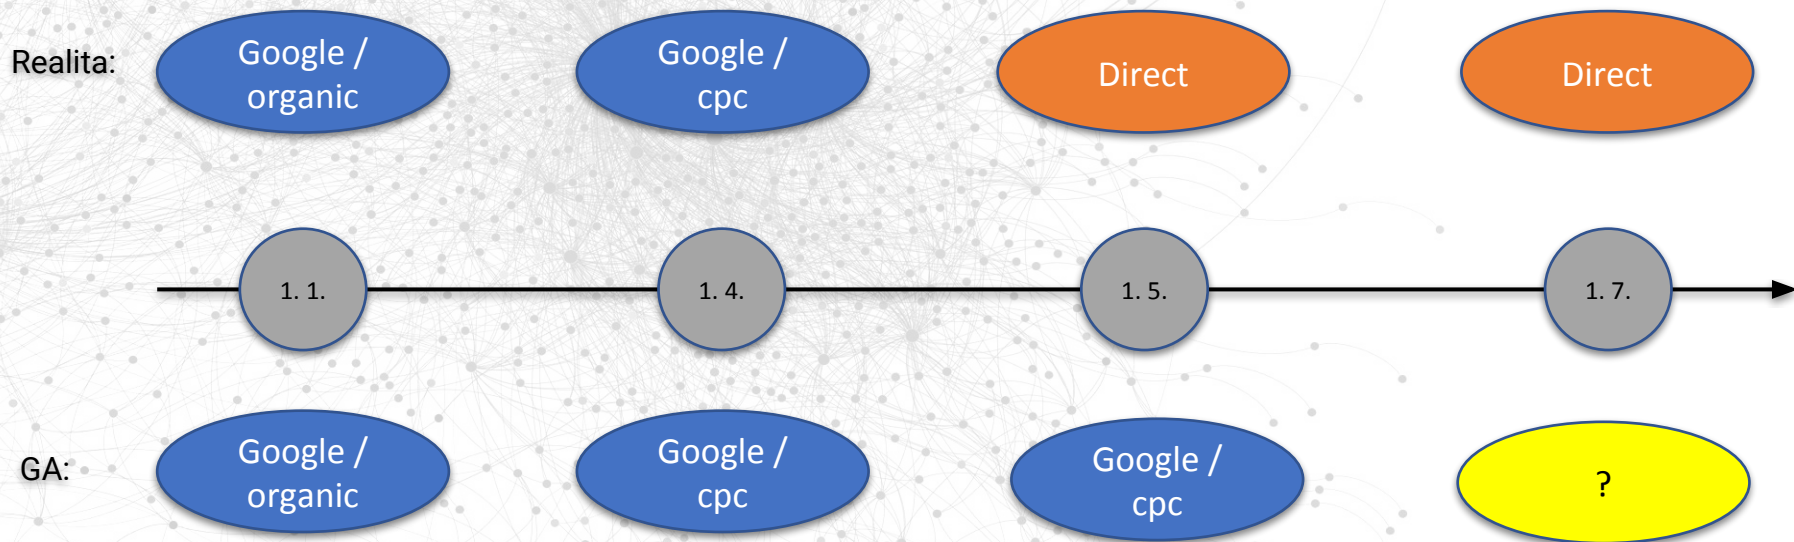 Realita:
Google /
organic
Google /
cpc
Direct
Direct
1. 1.
1. 4.
1. 5.
1. 7.
GA:
Google /
organic
Google /
cpc
Google /
cpc
?